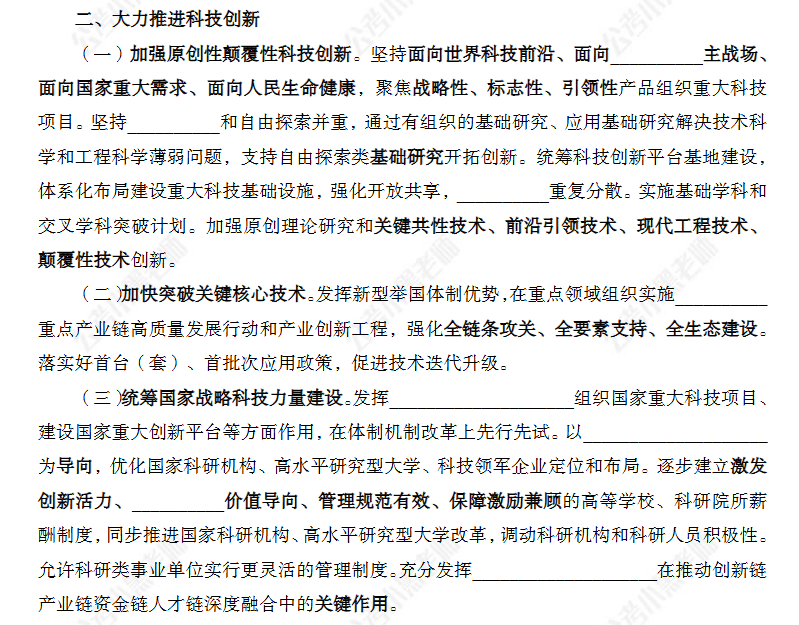 二、大力推进科技创新
（一）加强原创性颠覆性科技创新。坚持面向世界科技前沿、面向__________主战场、
面向国家重大需求、面向人民生命健康，聚焦战略性、标志性、引领性产品组织重大科技
项目。坚持__________和自由探索并重，通过有组织的基础研究、应用基础研究解决技术科
学和工程科学薄弱问题，支持自由探索类基础研究开拓创新。统筹科技创新平台基地建设，
体系化布局建设重大科技基础设施，强化开放共享，__________重复分散。实施基础学科和
交叉学科突破计划。加强原创理论研究和关键共性技术、前沿引领技术、现代工程技术、
颠覆性技术创新。
（二）加快突破关键核心技术。发挥新型举国体制优势，在重点领域组织实施__________
重点产业链高质量发展行动和产业创新工程，强化全链条攻关、全要素支持、全生态建设。
落实好首台（套）、首批次应用政策，促进技术迭代升级。
（三）统筹国家战略科技力量建设。发挥____________________组织国家重大科技项目、
建设国家重大创新平台等方面作用，在体制机制改革上先行先试。以____________________
为导向，优化国家科研机构、高水平研究型大学、科技领军企业定位和布局。逐步建立激发
创新活力、__________价值导向、管理规范有效、保障激励兼顾的高等学校、科研院所薪
酬制度，同步推进国家科研机构、高水平研究型大学改革，调动科研机构和科研人员积极性。
允许科研类事业单位实行更灵活的管理制度。充分发挥____________________在推动创新链
产业链资金链人才链深度融合中的关键作用。